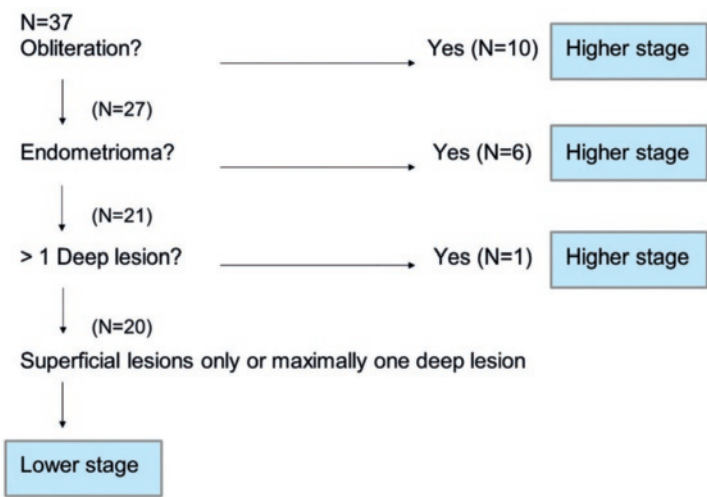 N=37
Obliteration?
Yes (N=10)
Higher stage
(N=27)
Endometrioma?
Yes (N=6)
Higher stage
(N=21)
> 1 Deep lesion?
Yes (N=1)
Higher stage
(N=20)
Superficial lesions only or maximally one deep lesion
Lower stage